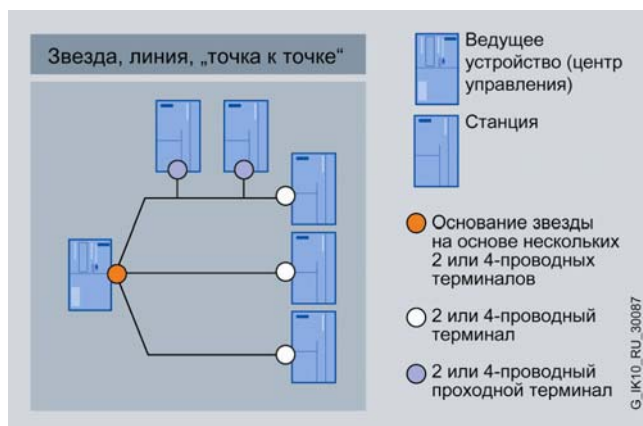 Звезда, линия, „точка к точке“
Ведущее
устройство (центр
управления)
Станция
Основание звезды
на основе нескольких
2 или 4-проводных
терминалов
2 или 4-проводный
терминал
2 или 4-проводный
проходной терминал
G_IK10_RU_30087